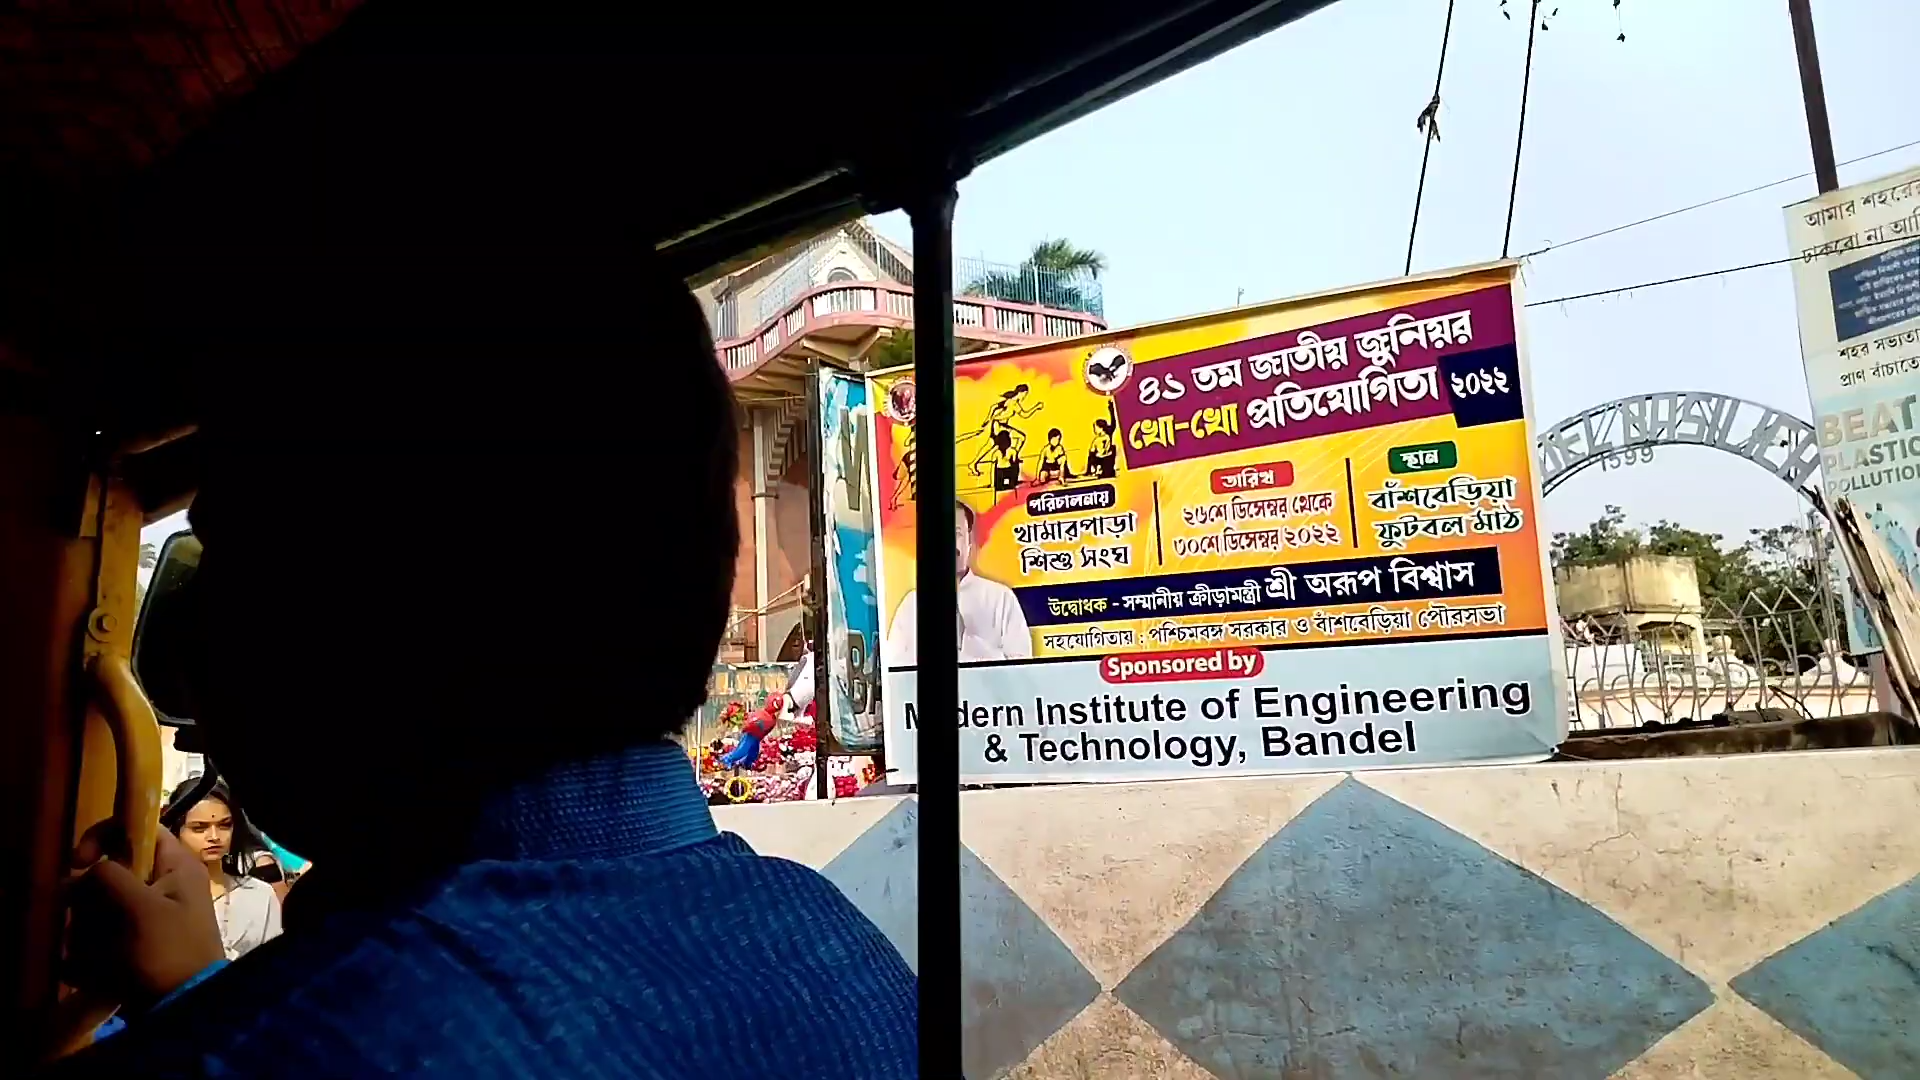 ৪১ তম জাতীয় জুনিয়র
খো-খো প্রতিযোগিতা ২০২২
পরিচালনায়
খামারপাড়া
শিশু সংঘ
তারিখ
২৬শে ডিসেম্বর থেকে
৩০শে ডিসেম্বর ২০২২
স্থান
বাঁশবেড়িয়া
ফুটবল মাঠ
উদ্বোধক - সম্মানীয় ক্রীড়ামন্ত্রী শ্রী অরূপ বিশ্বাস
সহযোগিতায় : পশ্চিমবঙ্গ সরকার ও বাঁশবেড়িয়া পৌরসভা
Sponsored by
dern Institute of Engineering
& Technology, Bandel
BASILICA
1599
আমার শহরের
ঢাকবো না
শহর সভ্যতা
প্রাণ বাঁচাতে
BEAT
PLASTIC
POLLUTION